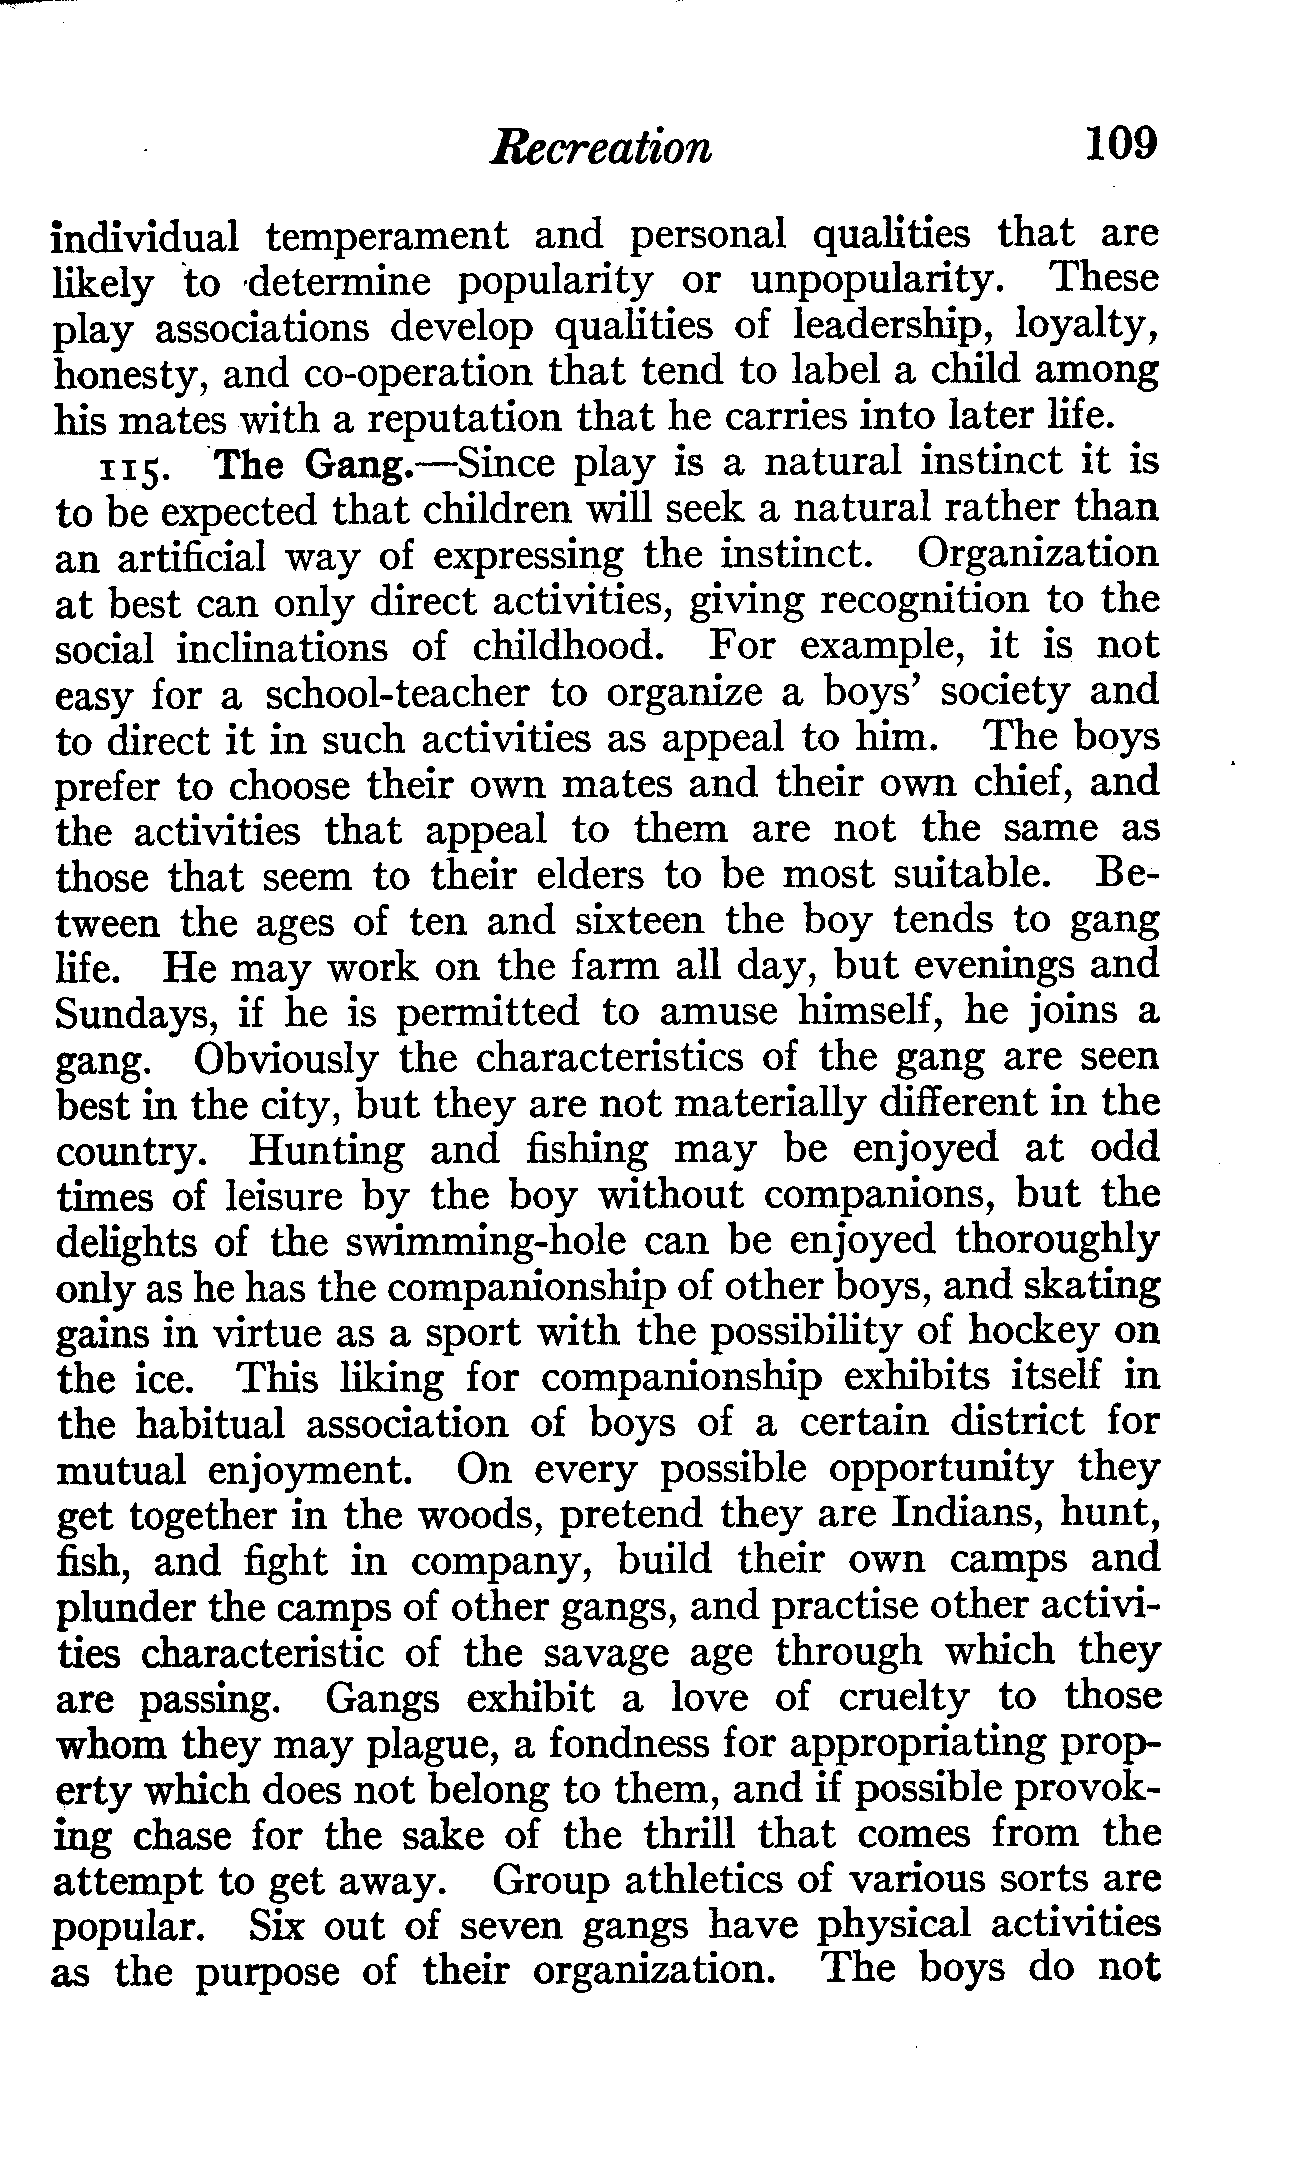 Recreation 109
individual temperament and personal qualities that are
likely to determine popularity or unpopularity. These
play associations develop qualities of leadership, loyalty,
honesty, and co-operation that tend to label a child among
his mates with a reputation that he carries into later life.
115. The Gang.—Since play is a natural instinct it is
to be expected that children will seek a natural rather than
an artificial way of expressing the instinct. Organization
at best can only direct activities, giving recognition to the
social inclinations of childhood. For example, it is not
easy for a school-teacher to organize a boys' society and
to direct it in such activities as appeal to him. The boys
prefer to choose their own mates and their own chief, and
the activities that appeal to them are not the same as
those that seem to their elders to be most suitable. Be-
tween the ages of ten and sixteen the boy tends to gang
life. He may work on the farm all day, but evenings and
Sundays, if he is permitted to amuse himself, he joins a
gang. Obviously the characteristics of the gang are seen
best in the city, but they are not materially different in the
country. Hunting and fishing may be enjoyed at odd
times of leisure by the boy without companions, but the
delights of the swimming-hole can be enjoyed thoroughly
only as he has the companionship of other boys, and skating
gains in virtue as a sport with the possibility of hockey on
the ice. This liking for companionship exhibits itself in
the habitual association of boys of a certain district for
mutual enjoyment. On every possible opportunity they
get together in the woods, pretend they are Indians, hunt,
fish, and fight in company, build their own camps and
plunder the camps of other gangs, and practise other activi-
ties characteristic of the savage age through which they
are passing. Gangs exhibit a love of cruelty to those
whom they may plague, a fondness for appropriating prop-
erty which does not belong to them, and if possible provok-
ing chase for the sake of the thrill that comes from the
attempt to get away. Group athletics of various sorts are
popular. Six out of seven gangs have physical activities
as the purpose of their organization. The boys do not